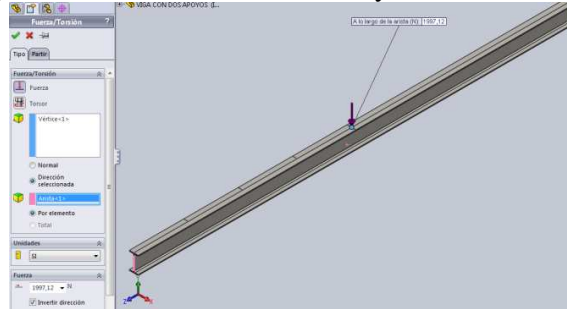 VIGA CON DOS APOYOS (L...
Fuerza/Torsión ?
Tipo Partir
Fuerza/Torsión
Fuerza
Torsor
Vértice<1>
Normal
Dirección
seleccionada
Arista<1>
Por elemento
Total
Unidades
SI
Fuerza
1997,12 N
Invertir dirección
A lo largo de la arista (N): 1997,12